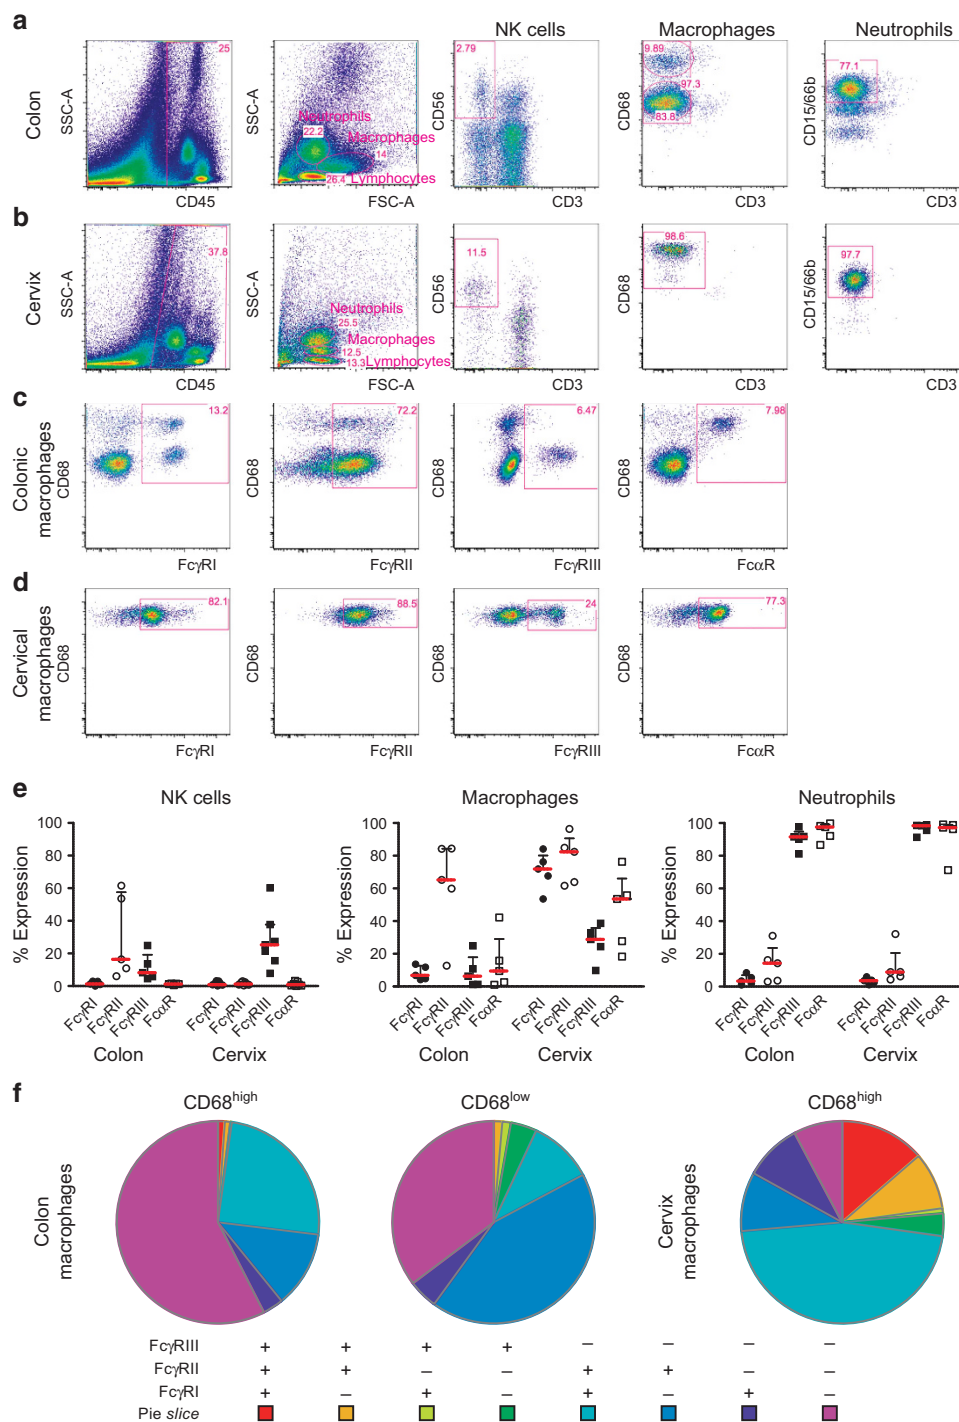 a
NK cells
Macrophages
Neutrophils
Colon
SSC-A
25
CD45
SSC-A
Neutrophils
22.2
Macrophages
14
26.4
Lymphocytes
FSC-A
CD56
2.79
CD3
CD68
9.89
97.3
83.8
CD3
CD15/66b
77.1
CD3
b
Cervix
SSC-A
37.8
CD45
SSC-A
Neutrophils
25.5
Macrophages
12.5
13.3
Lymphocytes
FSC-A
CD56
11.5
CD3
CD68
98.6
CD3
CD15/66b
97.7
CD3
c
Colonic
macrophages
CD68
13.2
FcγRI
CD68
72.2
FcγRII
CD68
6.47
FcγRIII
CD68
7.98
FcαR
d
Cervical
macrophages
CD68
82.1
FcγRI
CD68
88.5
FcγRII
CD68
24
FcγRIII
CD68
77.3
FcαR
e
NK cells
% Expression
100
80
60
40
20
0
FcγRI
FcγRII
FcγRIII
FcαR
FcγRI
FcγRII
FcγRIII
FcαR
Colon
Cervix
Macrophages
% Expression
100
80
60
40
20
0
FcγRI
FcγRII
FcγRIII
FcαR
FcγRI
FcγRII
FcγRIII
FcαR
Colon
Cervix
Neutrophils
% Expression
100
80
60
40
20
0
FcγRI
FcγRII
FcγRIII
FcαR
FcγRI
FcγRII
FcγRIII
FcαR
Colon
Cervix
f
CD68high
CD68low
CD68high
Colon
macrophages
Cervix
macrophages
FcγRIII + + + + – – – –
FcγRII + + – – + + – –
FcγRI + – + – + – + –
Pie slice